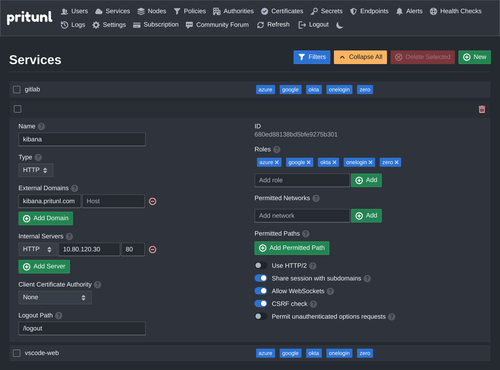 pritunl
Users Services Nodes Policies Authorities Certificates Secrets Endpoints Alerts Health Checks
Logs Settings Subscription Community Forum Refresh Logout
Services
Filters Collapse All Delete Selected New
gitlab azure google okta onelogin zero
Name
kibana
Type
HTTP
External Domains
kibana.pritunl.com Host
Add Domain
Internal Servers
HTTP 10.80.120.30 80
Add Server
Client Certificate Authority
None
Logout Path
/logout
ID
680ed88138bd5bfe9275b301
Roles
azure google okta onelogin zero
Add role Add
Permitted Networks
Add network Add
Permitted Paths
Add Permitted Path
Use HTTP/2
Share session with subdomains
Allow WebSockets
CSRF check
Permit unauthenticated options requests
vscode-web azure google okta onelogin zero